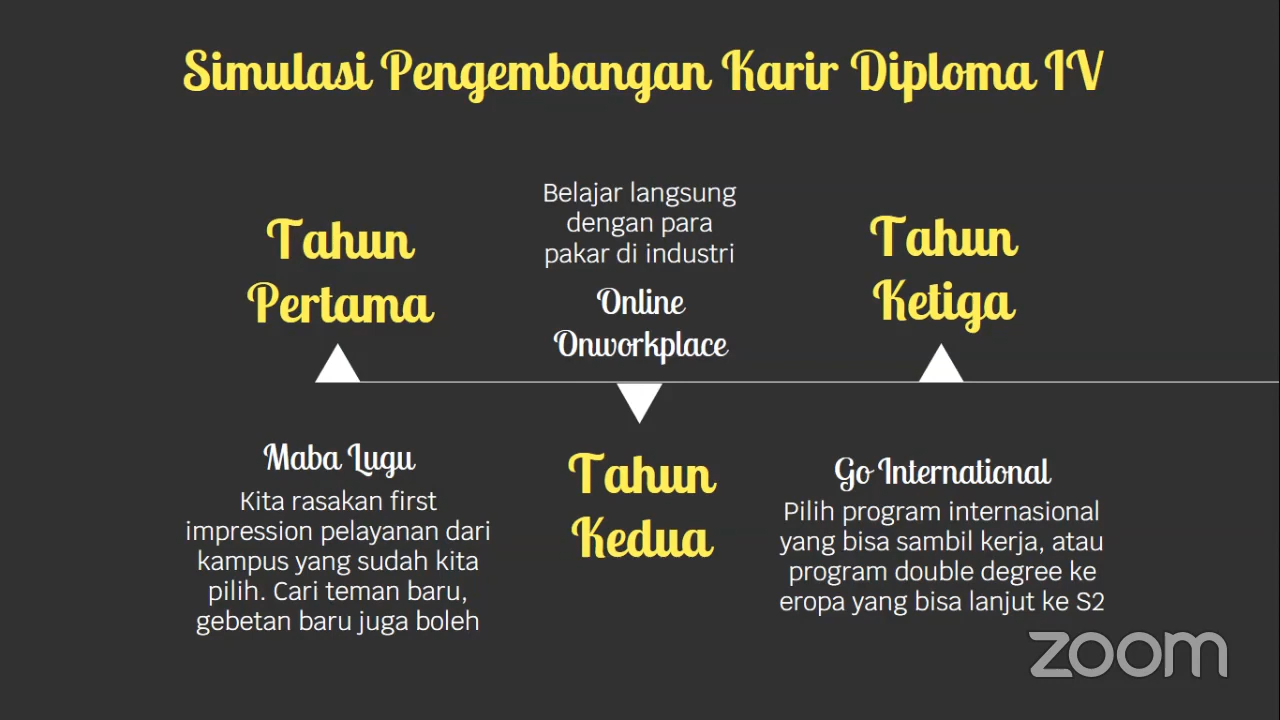 Simulasi Pengembangan Karir Diploma IV
Tahun
Pertama
Maba Lugu
Kita rasakan first
impression pelayanan dari
kampus yang sudah kita
pilih. Cari teman baru,
gebetan baru juga boleh
Belajar langsung
dengan para
pakar di industri
Online
Onworkplace
Tahun
Kedua
Tahun
Ketiga
Go International
Pilih program internasional
yang bisa sambil kerja, atau
program double degree ke
eropa yang bisa lanjut ke S2
zoom